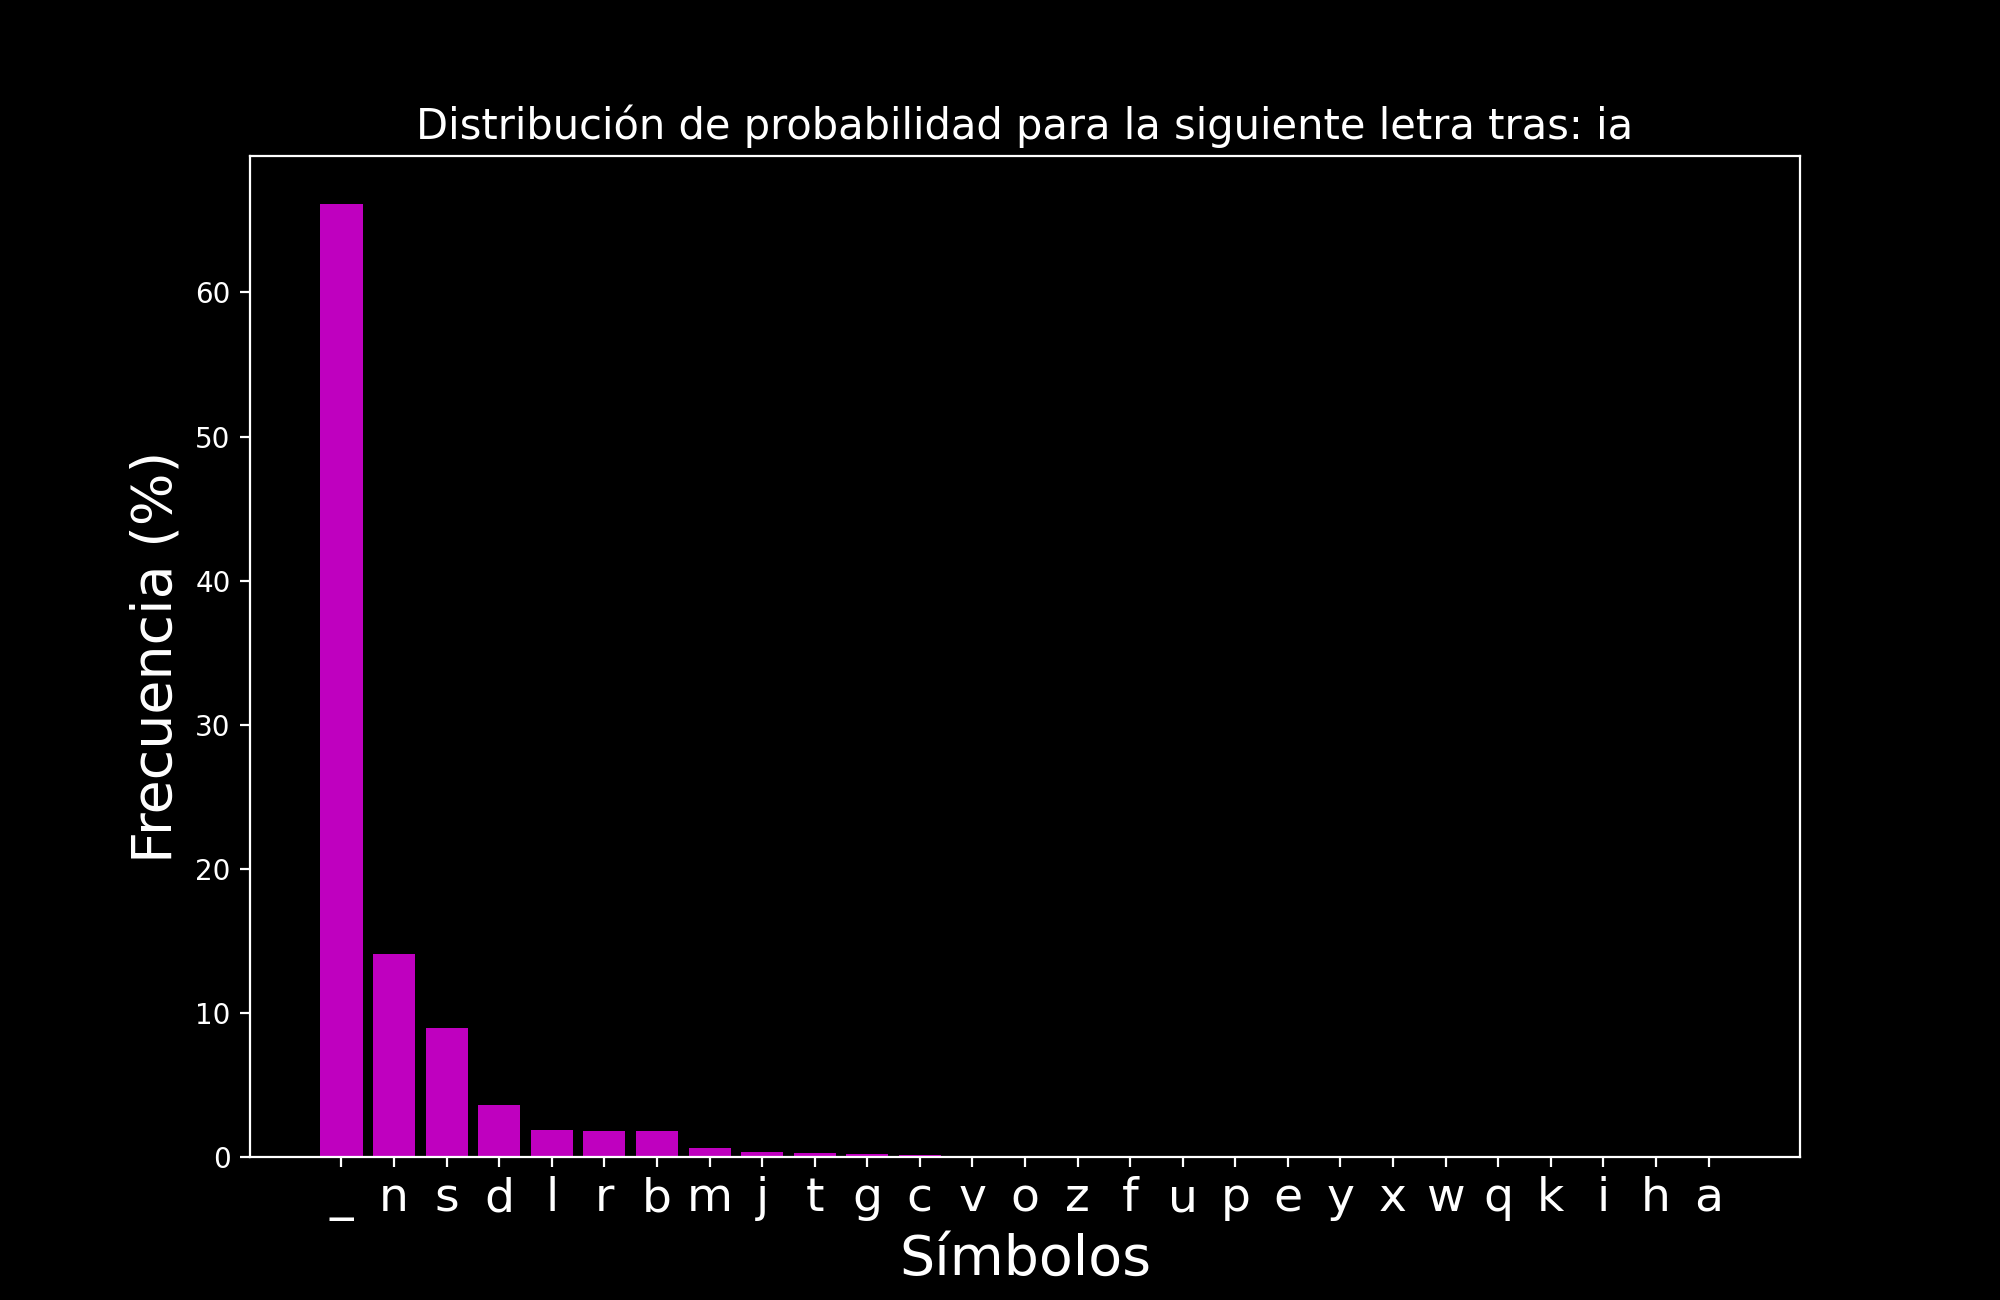 Distribución de probabilidad para la siguiente letra tras: ia
Frecuencia (%)
60
50
40
30
20
10
0
_ n s d l r b m j t g c v o z f u p e y x w q k i h a
Símbolos